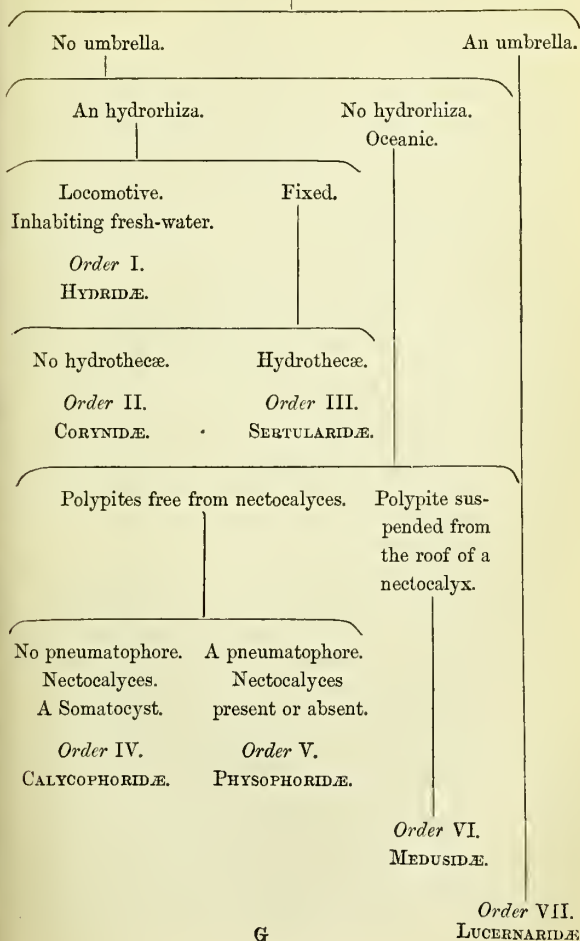 No umbrella. An umbrella.
An hydrorhiza. No hydrorhiza.
Oceanic.
Locomotive. Fixed.
Inhabiting fresh-water.
Order I.
HYDRIDÆ.
No hydrothecæ. Hydrothecæ.
Order II. Order III.
CORYNIDÆ. SERTULARIDÆ.
Polypites free from nectocalyces. Polypite sus-
pended from
the roof of a
nectocalyx.
No pneumatophore. A pneumatophore.
Nectocalyces. Nectocalyces
A Somatocyst. present or absent.
Order IV. Order V.
CALYCOPHORIDÆ. PHYSOPHORIDÆ.
Order VI.
MEDUSIDÆ.
Order VII.
G LUCERNARIDÆ